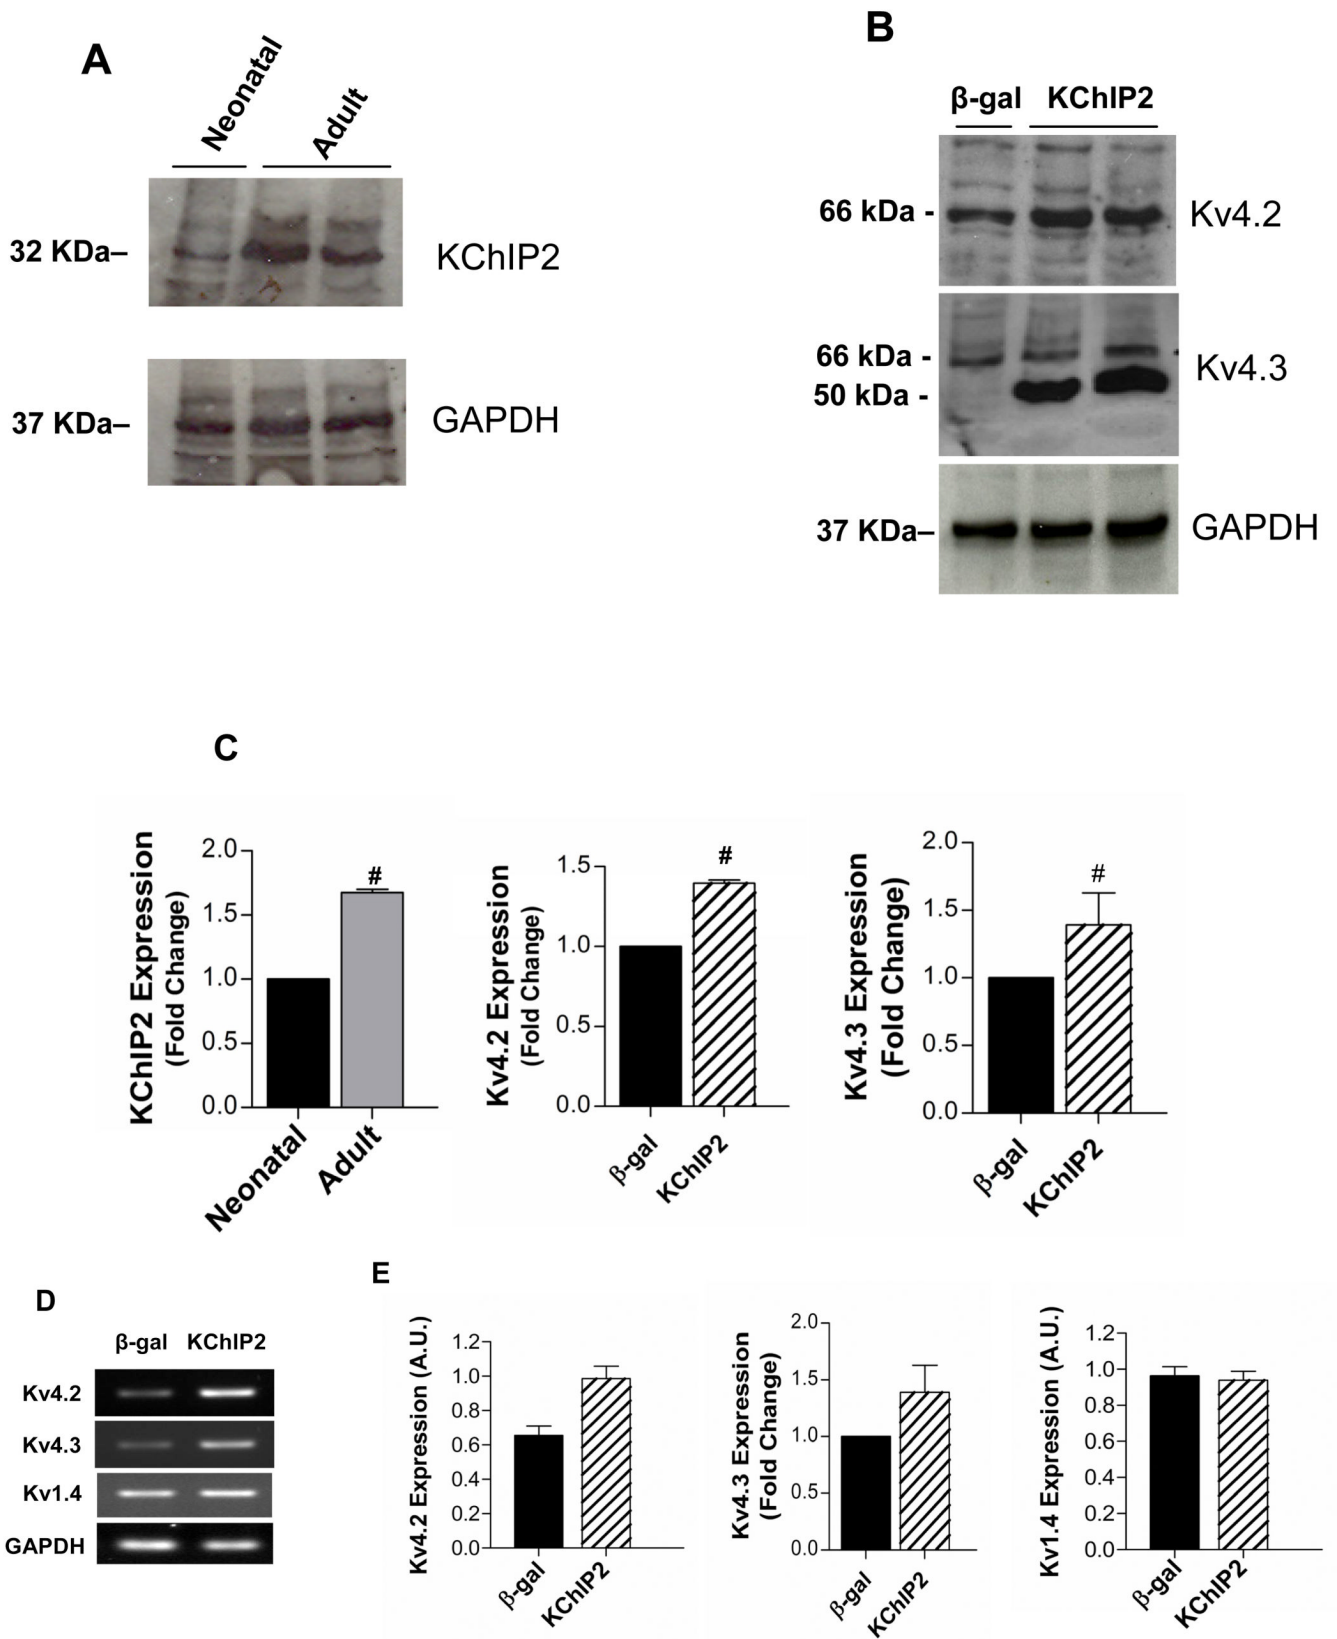 A
Neonatal
Adult
32 KDa–
KChIP2
37 KDa–
GAPDH
B
β-gal KChIP2
66 kDa -
Kv4.2
66 kDa -
50 kDa -
Kv4.3
37 KDa–
GAPDH
C
KChIP2 Expression
(Fold Change)
2.0
1.5
1.0
0.5
0.0
#
Neonatal
Adult
Kv4.2 Expression
(Fold Change)
1.5
1.0
0.5
0.0
#
β-gal
KChIP2
Kv4.3 Expression
(Fold Change)
2.0
1.5
1.0
0.5
0.0
#
β-gal
KChIP2
D
β-gal KChIP2
Kv4.2
Kv4.3
Kv1.4
GAPDH
E
Kv4.2 Expression (A.U.)
1.2
1.0
0.8
0.6
0.4
0.2
0.0
β-gal
KChIP2
Kv4.3 Expression
(Fold Change)
2.0
1.5
1.0
0.5
0.0
β-gal
KChIP2
Kv1.4 Expression (A.U.)
1.2
1.0
0.8
0.6
0.4
0.2
0.0
β-gal
KChIP2